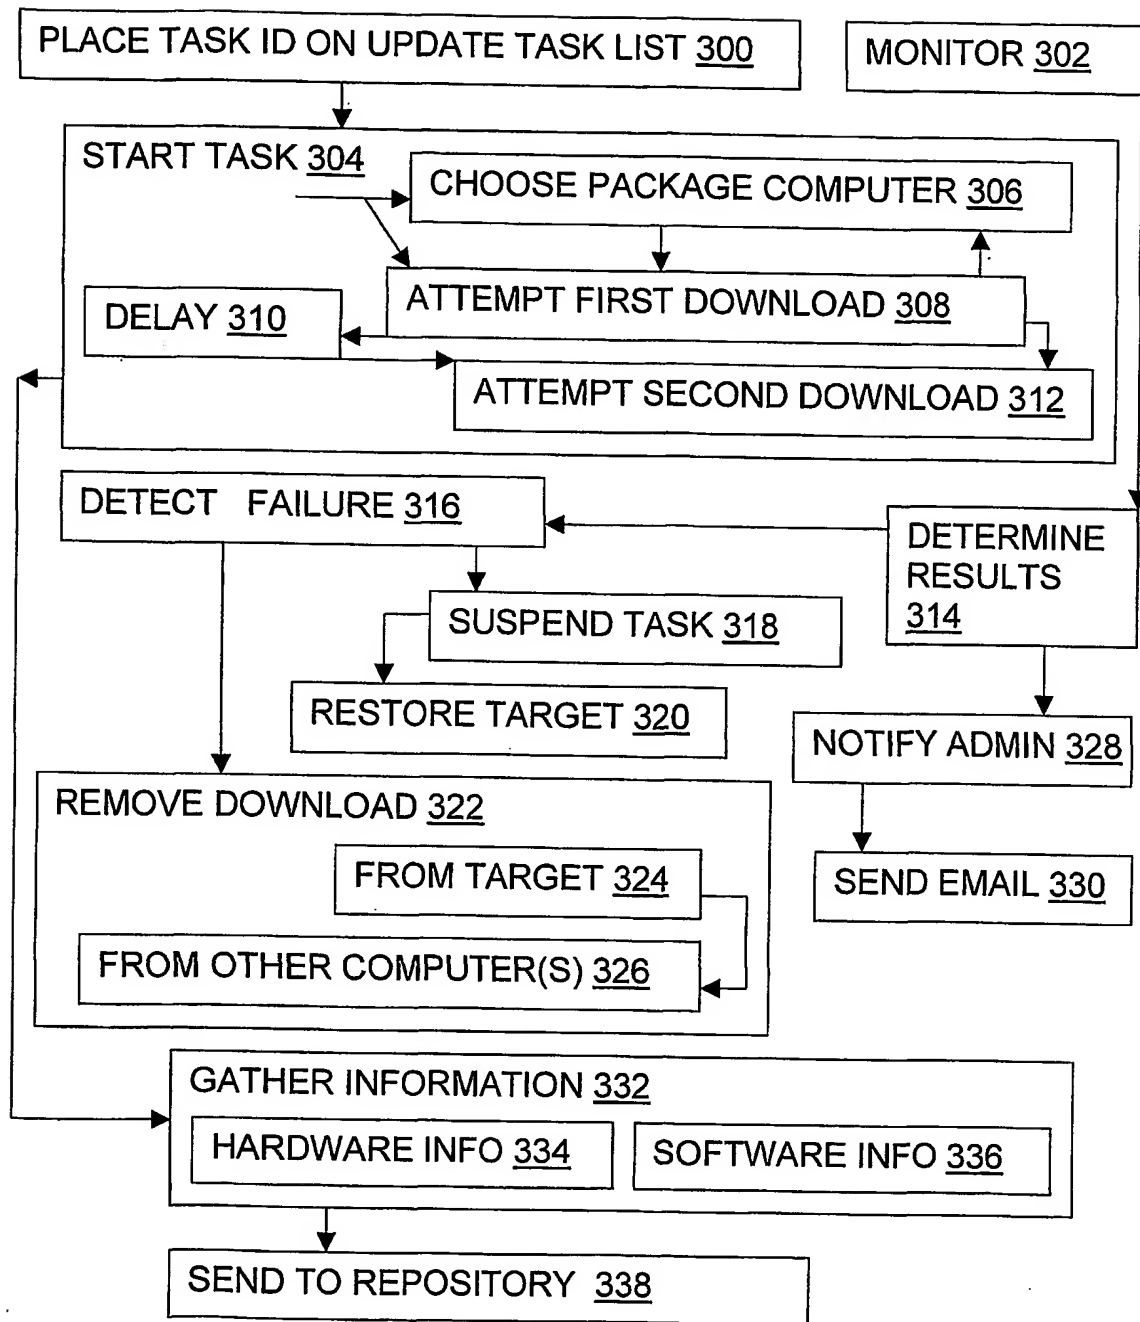 PLACE TASK ID ON UPDATE TASK LIST 300
MONITOR 302
START TASK 304
CHOOSE PACKAGE COMPUTER 306
ATTEMPT FIRST DOWNLOAD 308
DELAY 310
ATTEMPT SECOND DOWNLOAD 312
DETECT FAILURE 316
DETERMINE
RESULTS
314
SUSPEND TASK 318
RESTORE TARGET 320
NOTIFY ADMIN 328
REMOVE DOWNLOAD 322
FROM TARGET 324
SEND EMAIL 330
FROM OTHER COMPUTER(S) 326
GATHER INFORMATION 332
HARDWARE INFO 334
SOFTWARE INFO 336
SEND TO REPOSITORY 338